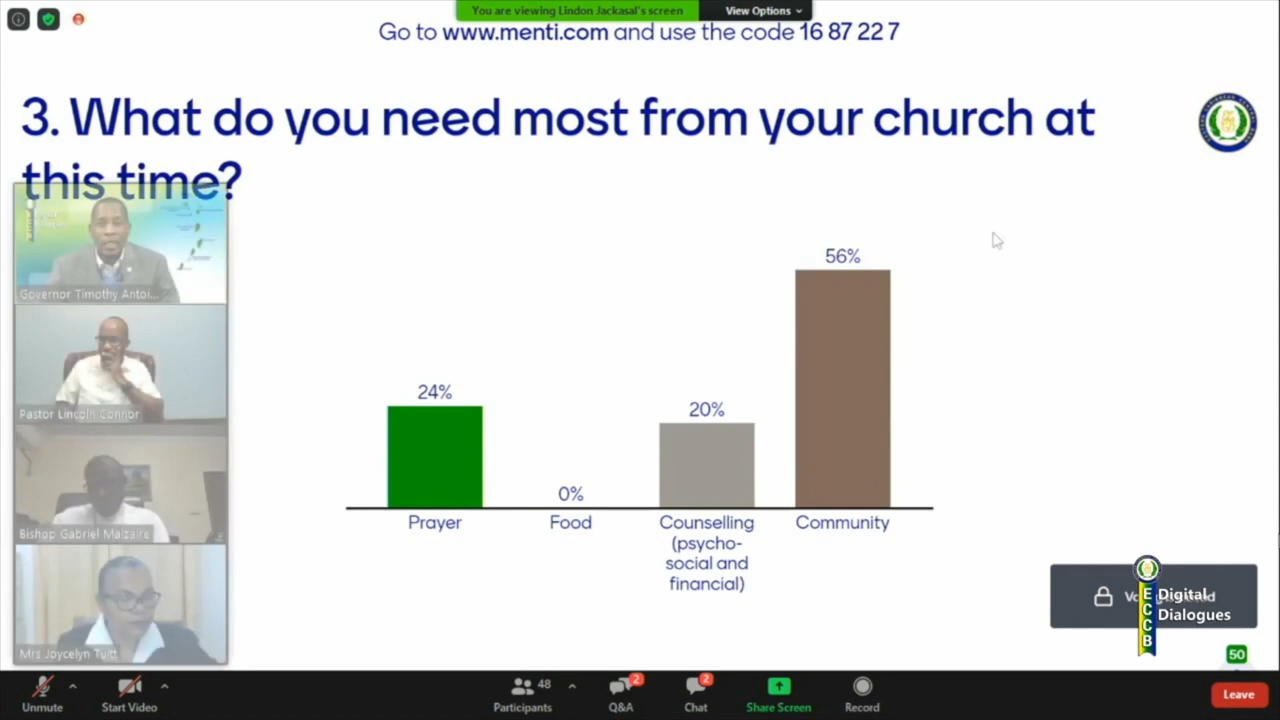 You are viewing Lindon Jackasal's screen
View Options
Go to www.menti.com and use the code 16 87 22 7
3. What do you need most from your church at
this time?
Governor Timothy Antoi...
Pastor Lincoln Connor
Bishop Gabriel Malzaire
Mrs Joycelyn Tuitt
24%
0%
20%
56%
Prayer
Food
Counselling
(psycho-
social and
financial)
Community
ECCB
Digital
Dialogues
50
Unmute
Start Video
48
Participants
2
Q&A
2
Chat
Share Screen
Record
Leave